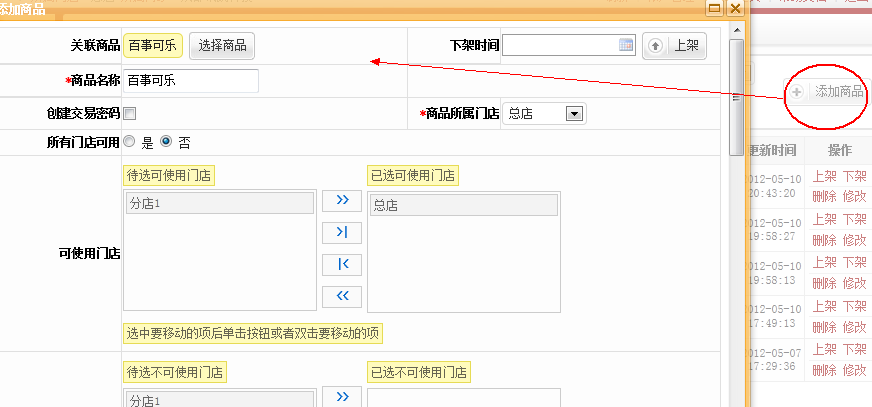 添加商品
关联商品 百事可乐 选择商品 下架时间 上架
*商品名称 百事可乐
添加商品
创建交易密码 *商品所属门店 总店
所有门店可用 是 否
更新时间 操作
待选可使用门店 已选可使用门店
分店1 总店
可使用门店
选中要移动的项后单击按钮或者双击要移动的项
待选不可使用门店 已选不可使用门店
分店1
2012-05-10 上架 下架
20:43:20 删除 修改
2012-05-10 上架 下架
19:58:27 删除 修改
2012-05-10 上架 下架
19:58:13 删除 修改
2012-05-10 上架 下架
17:49:13 删除 修改
2012-05-07 上架 下架
17:29:36 删除 修改